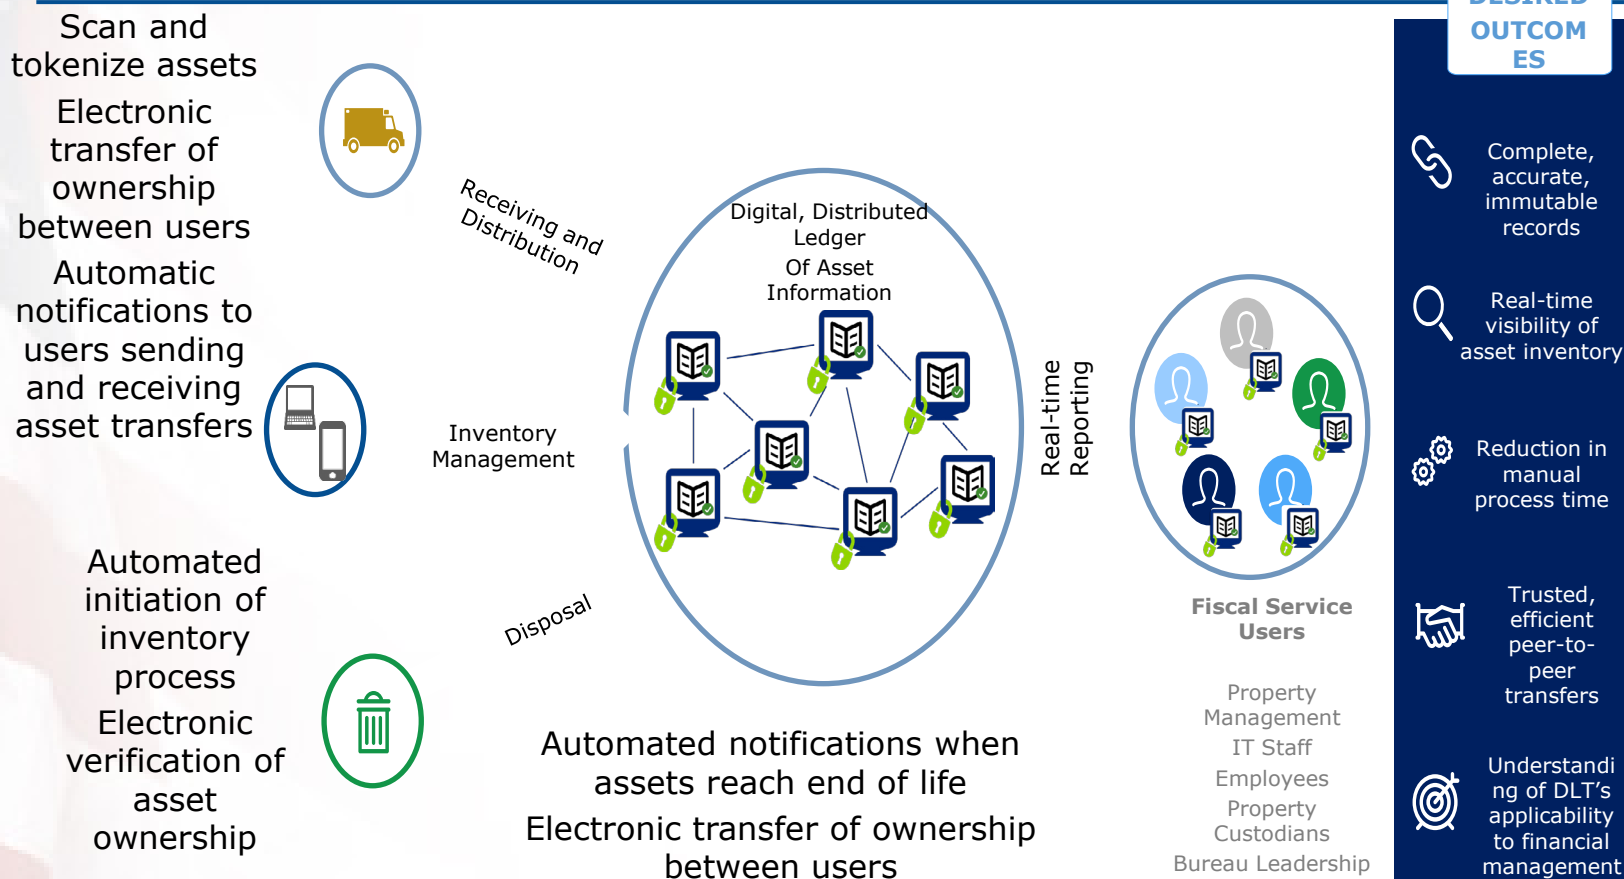 Scan and
tokenize assets
Electronic
transfer of
ownership
between users
Automatic
notifications to
users sending
and receiving
asset transfers
Automated
initiation of
inventory
process
Electronic
verification of
asset
ownership
Receiving and
Distribution
Inventory
Management
Disposal
Digital, Distributed
Ledger
Of Asset
Information
Automated notifications when
assets reach end of life
Electronic transfer of ownership
between users
Real-time
Reporting
Fiscal Service
Users
Property
Management
IT Staff
Employees
Property
Custodians
Bureau Leadership
DESIRED
OUTCOM
ES
Complete,
accurate,
immutable
records
Real-time
visibility of
asset inventory
Reduction in
manual
process time
Trusted,
efficient
peer-to-
peer
transfers
Understandi
ng of DLT’s
applicability
to financial
management